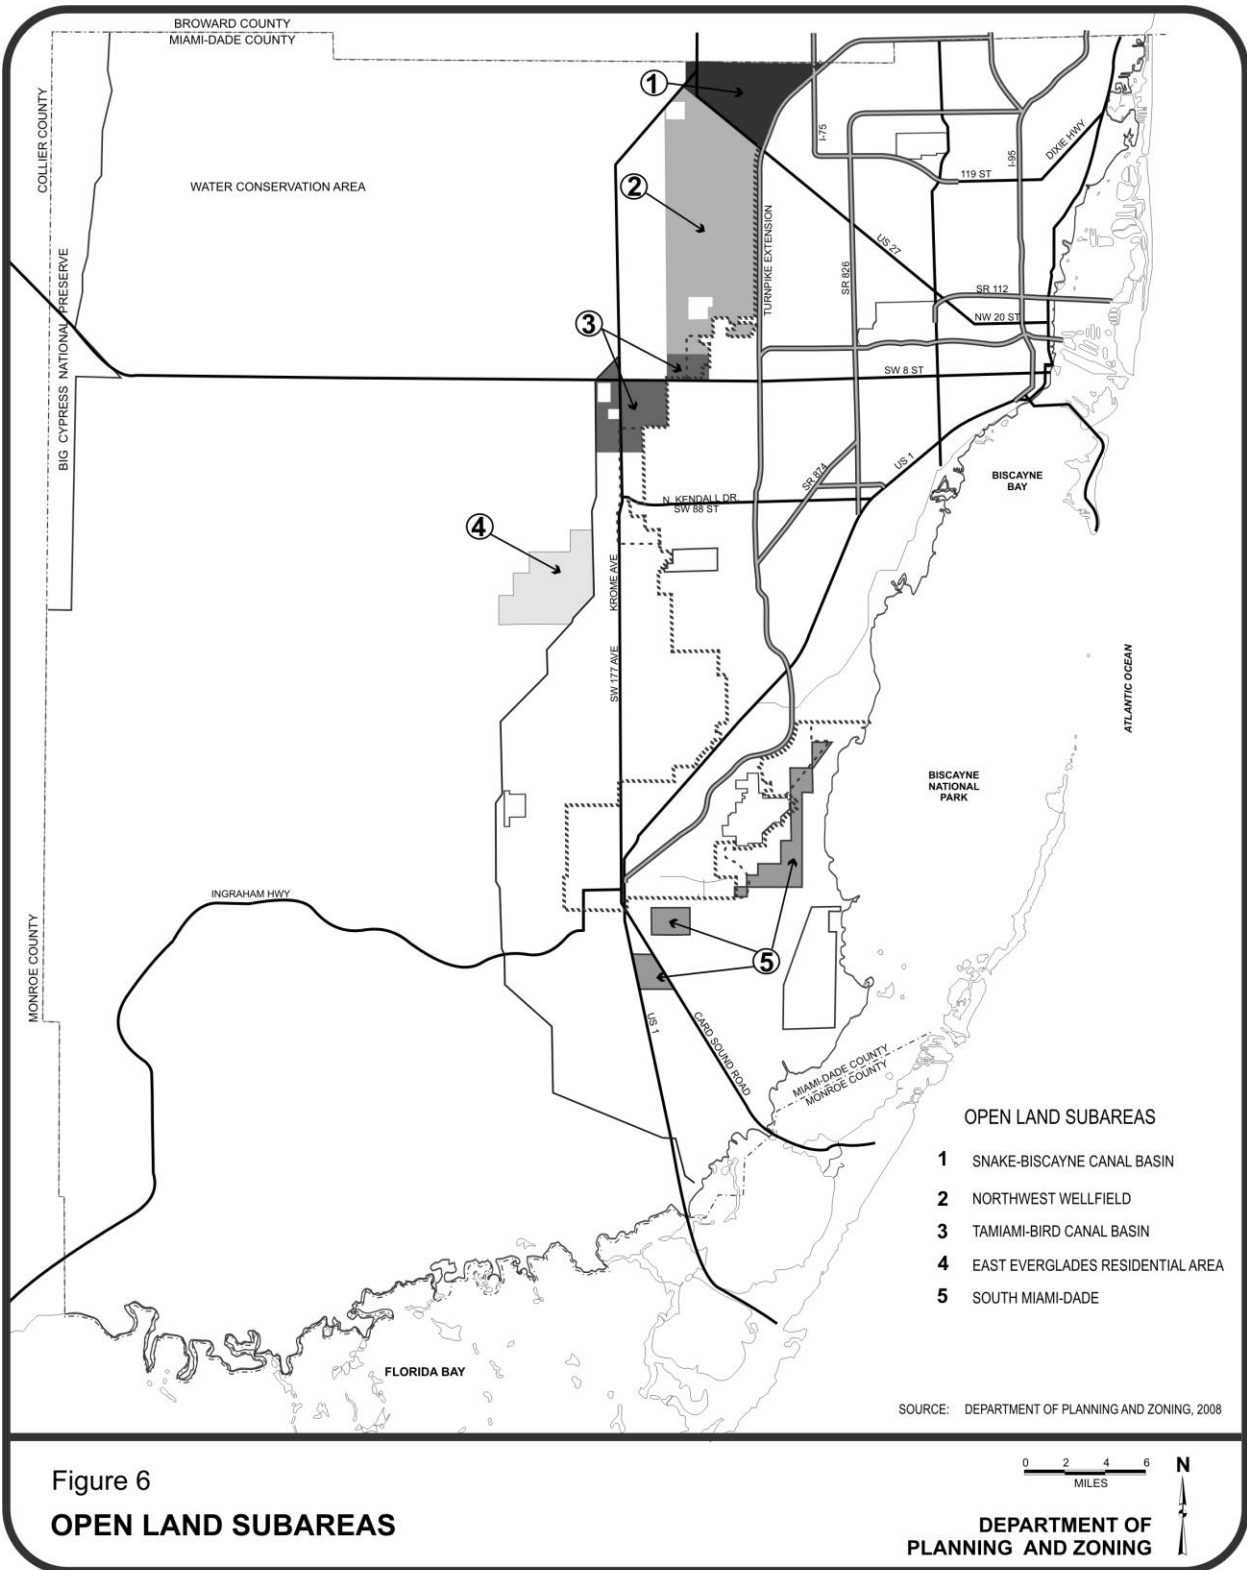 BROWARD COUNTY
MIAMI-DADE COUNTY
COLLIER COUNTY
BIG CYPRESS NATIONAL PRESERVE
MONROE COUNTY
WATER CONSERVATION AREA
1
2
3
4
5
I-75
I-95
DIXIE HWY
119 ST
TURNPIKE EXTENSION
US 27
SR 826
SR 112
NW 20 ST
SW 8 ST
SR 874
US 1
N. KENDALL DR.
SW 88 ST
KROME AVE
SW 177 AVE
BISCAYNE
BAY
ATLANTIC OCEAN
BISCAYNE
NATIONAL
PARK
INGRAHAM HWY
US 1
CARD SOUND ROAD
MIAMI-DADE COUNTY
MONROE COUNTY
FLORIDA BAY
OPEN LAND SUBAREAS
1 SNAKE-BISCAYNE CANAL BASIN
2 NORTHWEST WELLFIELD
3 TAMIAMI-BIRD CANAL BASIN
4 EAST EVERGLADES RESIDENTIAL AREA
5 SOUTH MIAMI-DADE
SOURCE: DEPARTMENT OF PLANNING AND ZONING, 2008
Figure 6
OPEN LAND SUBAREAS
0 2 4 6
MILES
N
DEPARTMENT OF
PLANNING AND ZONING